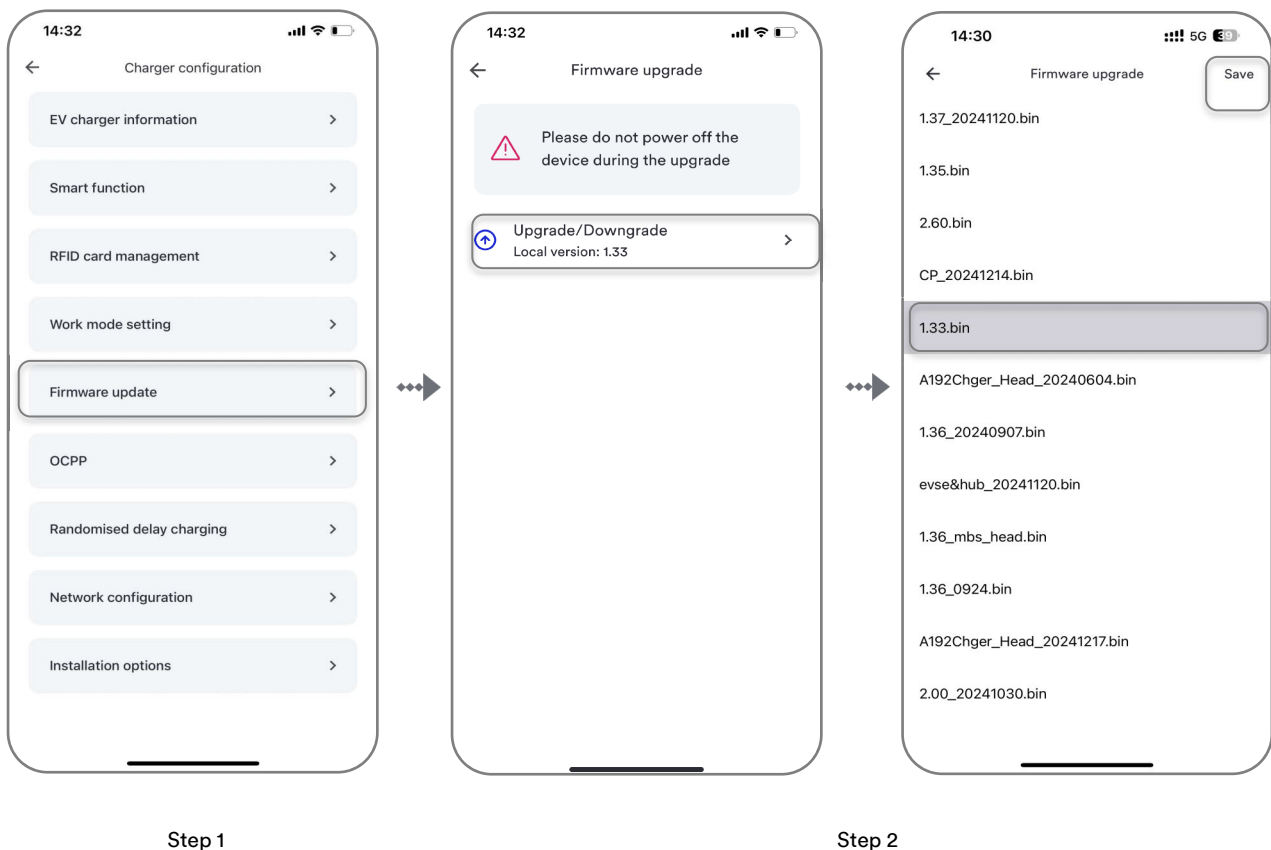 14:32
Charger configuration
EV charger information
Smart function
RFID card management
Work mode setting
Firmware update
OCPP
Randomised delay charging
Network configuration
Installation options
14:32
Firmware upgrade
Please do not power off the
device during the upgrade
Upgrade/Downgrade
Local version: 1.33
14:30
5G 39
Firmware upgrade
Save
1.37_20241120.bin
1.35.bin
2.60.bin
CP_20241214.bin
1.33.bin
A192Chger_Head_20240604.bin
1.36_20240907.bin
evse&hub_20241120.bin
1.36_mbs_head.bin
1.36_0924.bin
A192Chger_Head_20241217.bin
2.00_20241030.bin
Step 1
Step 2